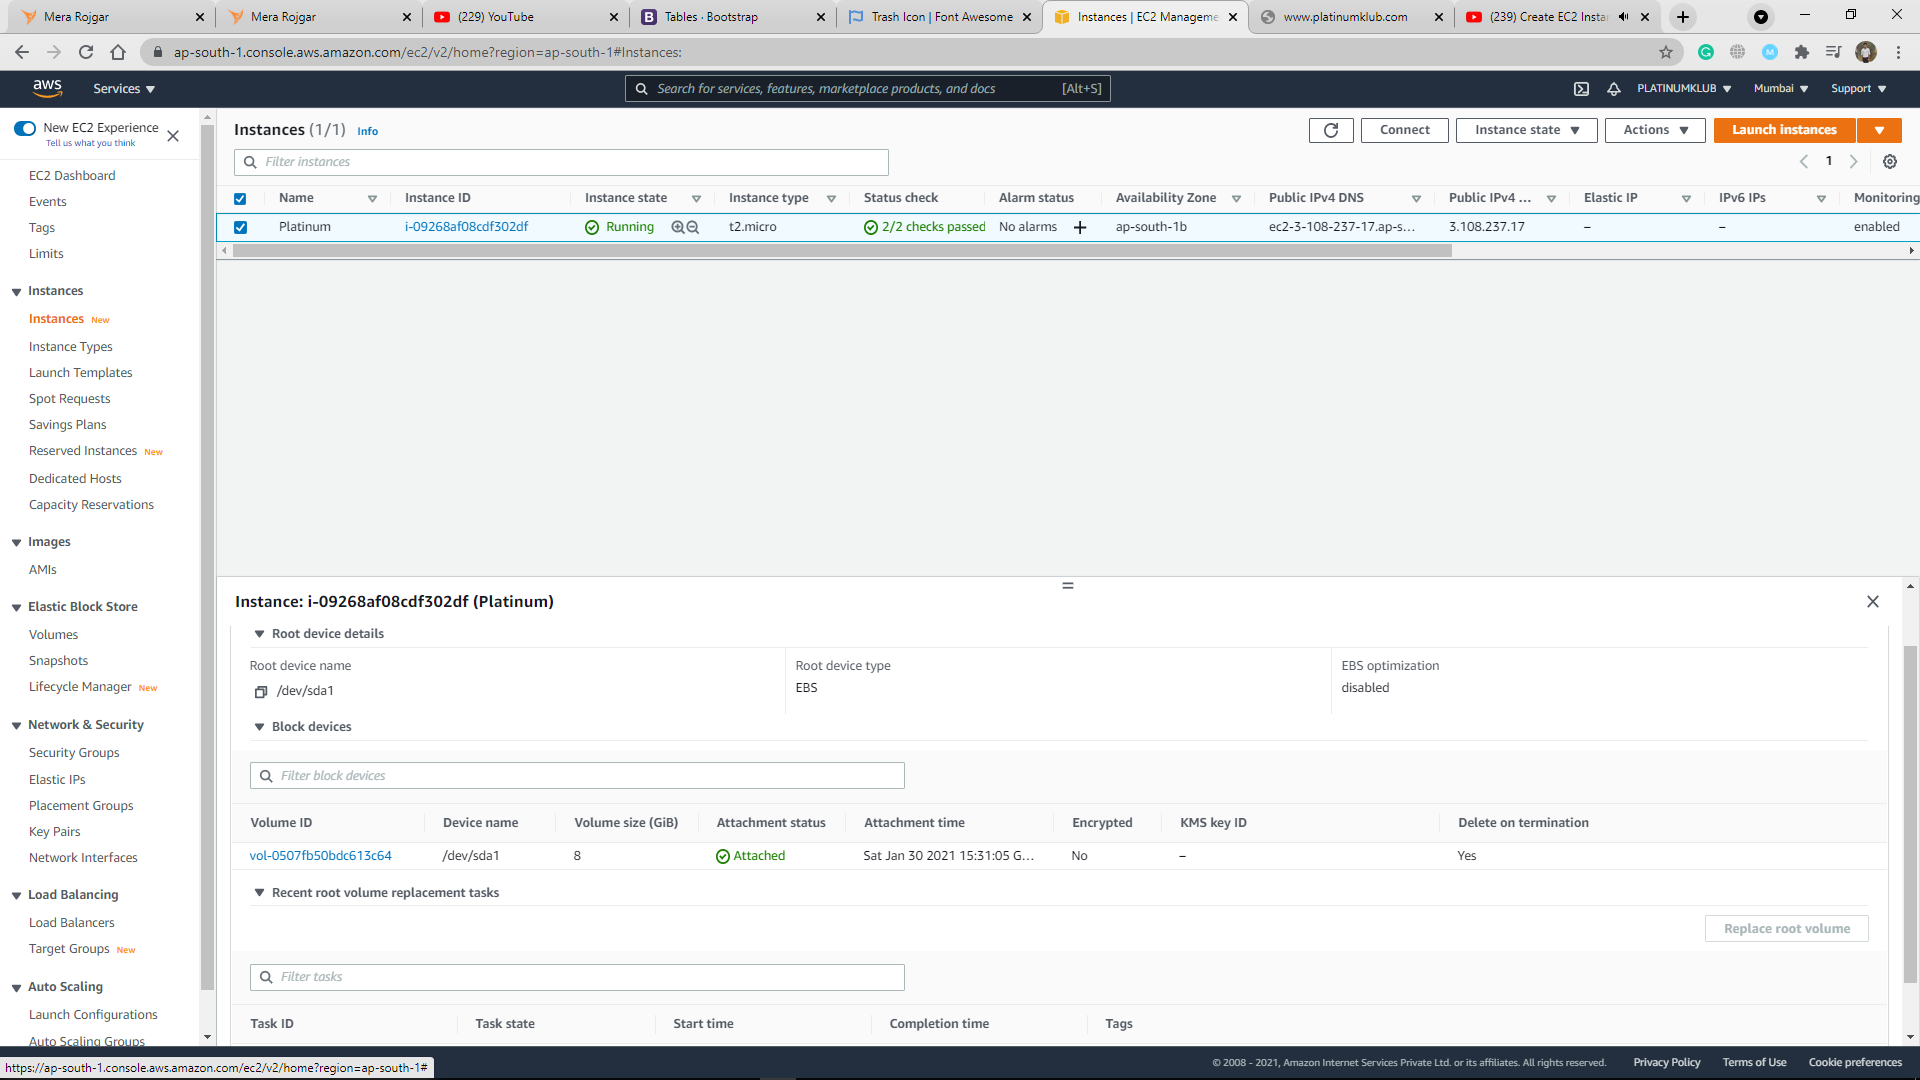 Mera Rojgar
Mera Rojgar
(229) YouTube
Tables · Bootstrap
Trash Icon | Font Awesome
Instances | EC2 Manageme
www.platinumklub.com
(239) Create EC2 Insta
ap-south-1.console.aws.amazon.com/ec2/v2/home?region=ap-south-1#Instances:
aws
Services
Search for services, features, marketplace products, and docs
[Alt+S]
PLATINUMKLUB
Mumbai
Support
New EC2 Experience
Tell us what you think
EC2 Dashboard
Events
Tags
Limits
Instances
Instances New
Instance Types
Launch Templates
Spot Requests
Savings Plans
Reserved Instances New
Dedicated Hosts
Capacity Reservations
Images
AMIs
Elastic Block Store
Volumes
Snapshots
Lifecycle Manager New
Network & Security
Security Groups
Elastic IPs
Placement Groups
Key Pairs
Network Interfaces
Load Balancing
Load Balancers
Target Groups New
Auto Scaling
Launch Configurations
Auto Scaling Groups
Instances (1/1) Info
Connect
Instance state
Actions
Launch instances
Filter instances
1
Name Instance ID Instance state Instance type Status check Alarm status Availability Zone Public IPv4 DNS Public IPv4 ... Elastic IP IPv6 IPs Monitoring
Platinum i-09268af08cdf302df Running t2.micro 2/2 checks passed No alarms + ap-south-1b ec2-3-108-237-17.ap-s... 3.108.237.17 – – enabled
Instance: i-09268af08cdf302df (Platinum)
Root device details
Root device name
/dev/sda1
Root device type
EBS
EBS optimization
disabled
Block devices
Filter block devices
Volume ID Device name Volume size (GiB) Attachment status Attachment time Encrypted KMS key ID Delete on termination
vol-0507fb50bdc613c64 /dev/sda1 8 Attached Sat Jan 30 2021 15:31:05 G... No – Yes
Recent root volume replacement tasks
Replace root volume
Filter tasks
Task ID Task state Start time Completion time Tags
https://ap-south-1.console.aws.amazon.com/ec2/v2/home?region=ap-south-1#
© 2008 - 2021, Amazon Internet Services Private Ltd. or its affiliates. All rights reserved.
Privacy Policy
Terms of Use
Cookie preferences